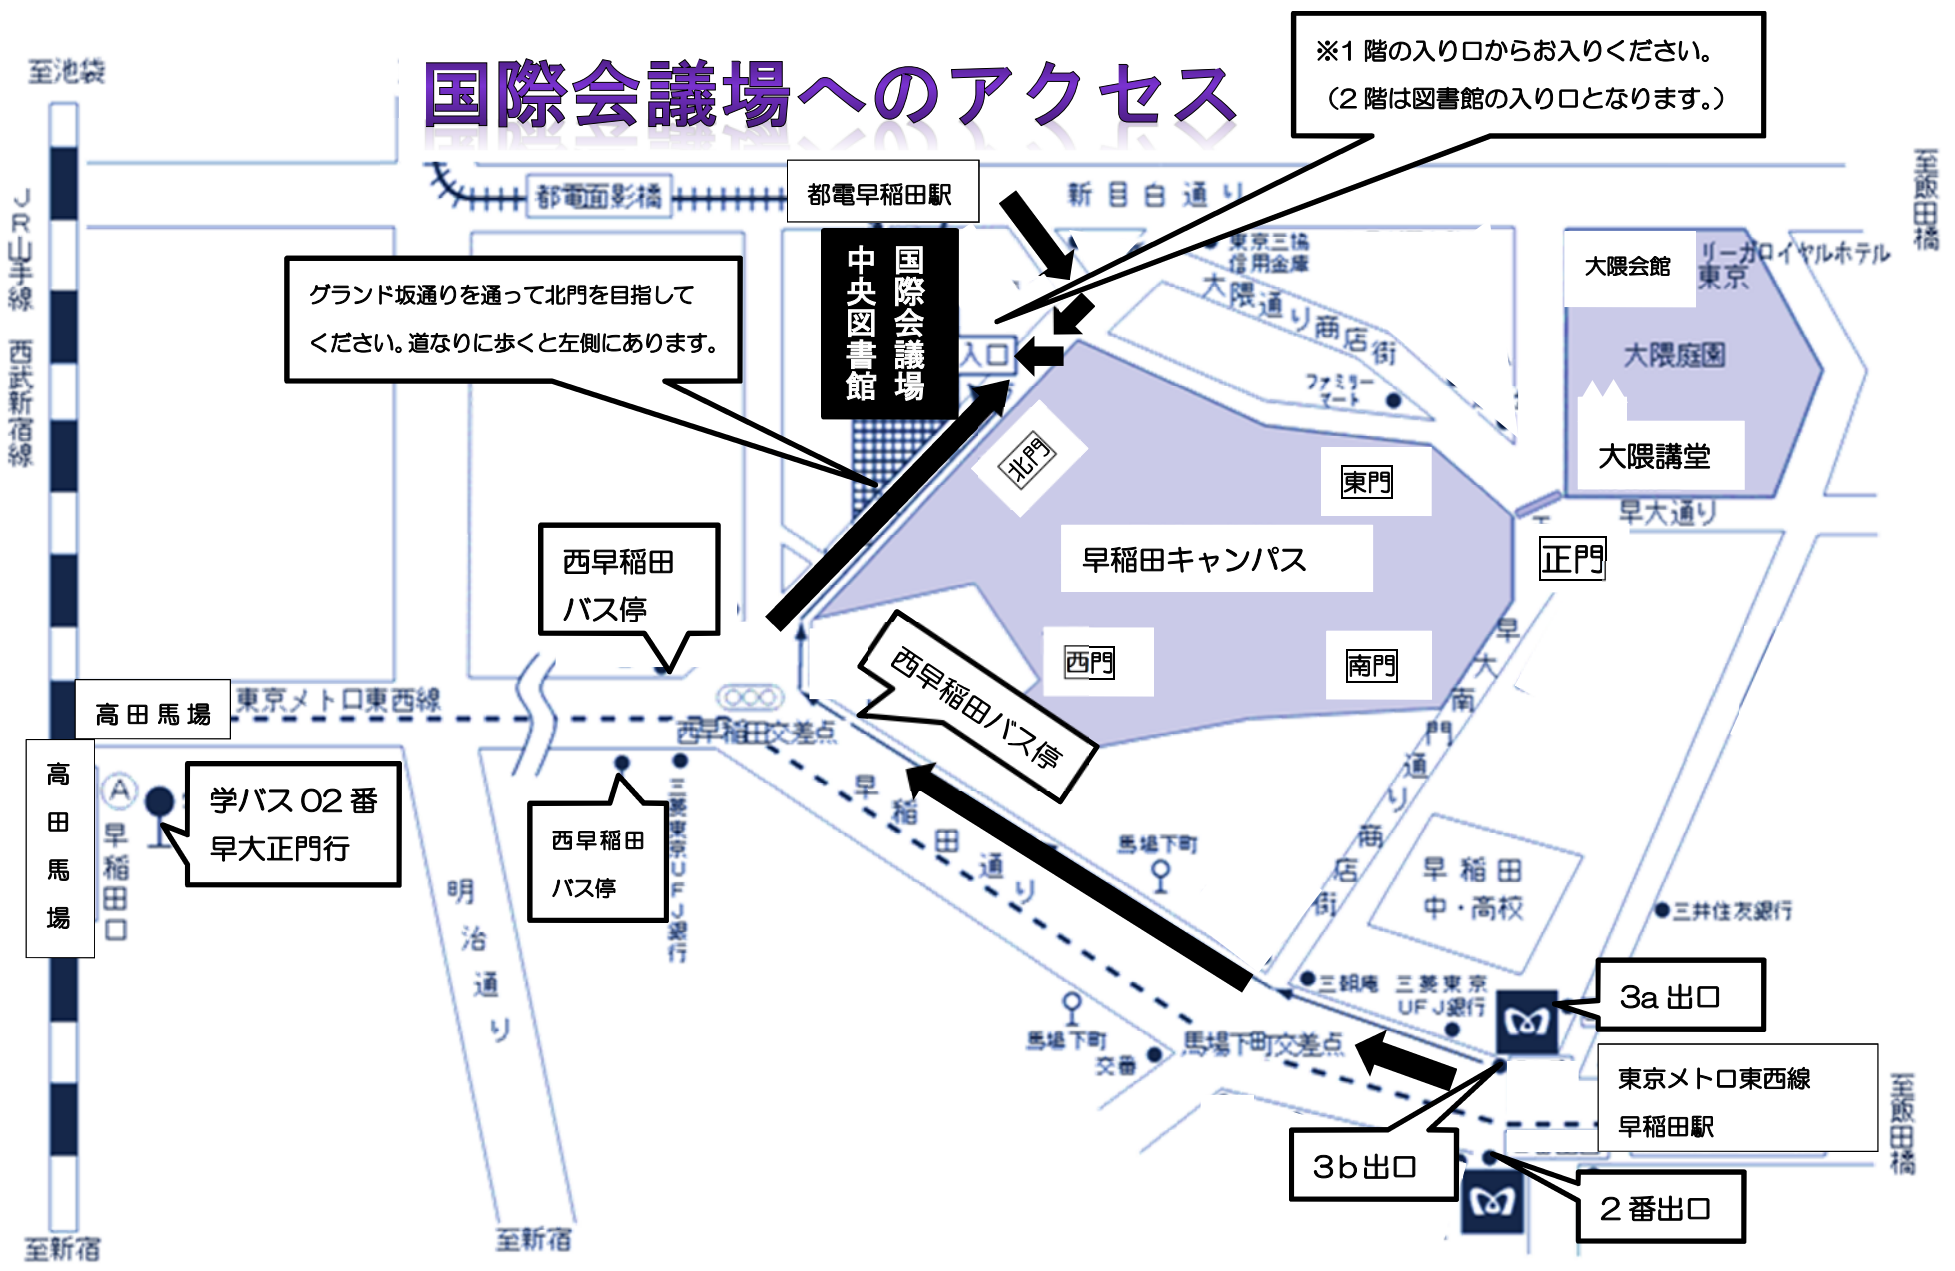 国際会議場へのアクセス
※1階の入り口からお入りください。
（2階は図書館の入り口となります。）
至池袋
至飯田橋
JR山手線 西武新宿線
都電面影橋
都電早稲田駅
新目白通り
東京三協
信用金庫
大隈会館
リーガロイヤルホテル
東京
国際会議場
中央図書館
グランド坂通りを通って北門を目指して
ください。道なりに歩くと左側にあります。
大隈通り商店街
入口
大隈庭園
ファミリー
マート
北門
東門
大隈講堂
早大通り
西早稲田
バス停
早稲田キャンパス
正門
西早稲田バス停
西門
南門
早大南門通り商店街
高田馬場
東京メトロ東西線
西早稲田交差点
高田馬場
A
早稲田口
学バス02番
早大正門行
西早稲田
バス停
三菱東京UFJ銀行
早稲田通り
馬場下町
早稲田
中・高校
明治通り
三井住友銀行
三朝庵
三菱東京
UFJ銀行
3a出口
馬場下町
交番
馬場下町交差点
東京メトロ東西線
早稲田駅
至飯田橋
3b出口
2番出口
至新宿
至新宿